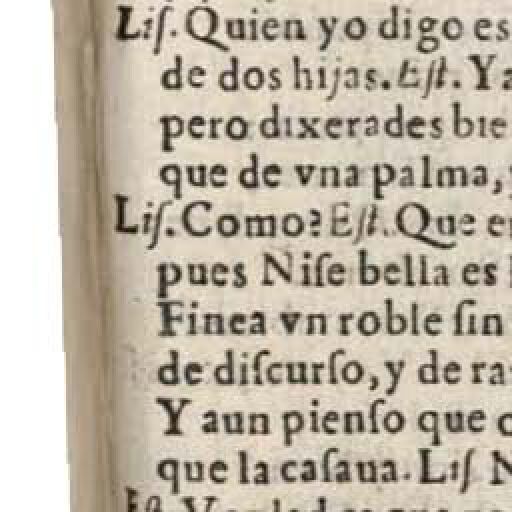 Liſ. Quien yo digo es
de dos hijas. Eſt. Ya
pero dixerades bie
que de vna palma,
Liſ. Como? Eſt. Que en
pues Niſe bella es
Finea vn roble ſin
de diſcurſo, y de ra
Y aun pienſo que
que la caſaua. Liſ N